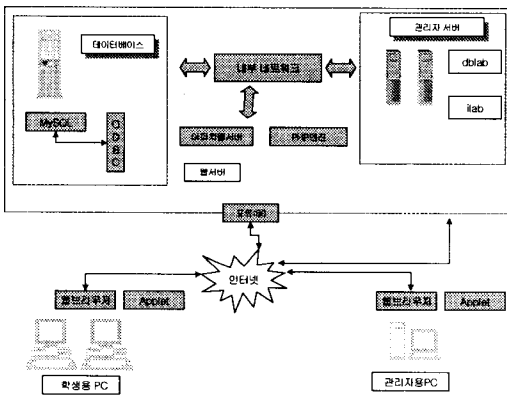 데이터베이스
관리자 서버
내부 네트워크
dblab
ilab
MySQL
ODBC
아파치웹서버
PHP엔진
웹서버
인터넷
웹브라우저
Applet
웹브라우저
Applet
학생용 PC
관리자용PC